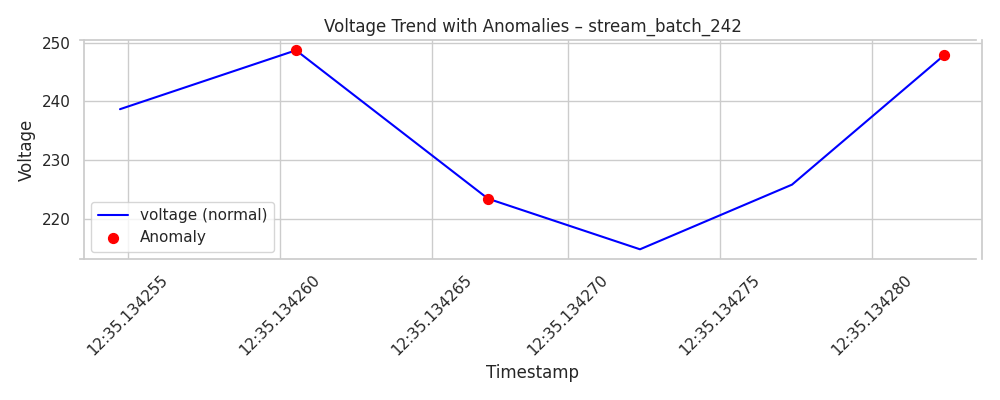 Voltage Trend with Anomalies – stream_batch_242
Voltage
250
240
230
220
voltage (normal)
Anomaly
12:35.134255
12:35.134260
12:35.134265
12:35.134270
12:35.134275
12:35.134280
Timestamp